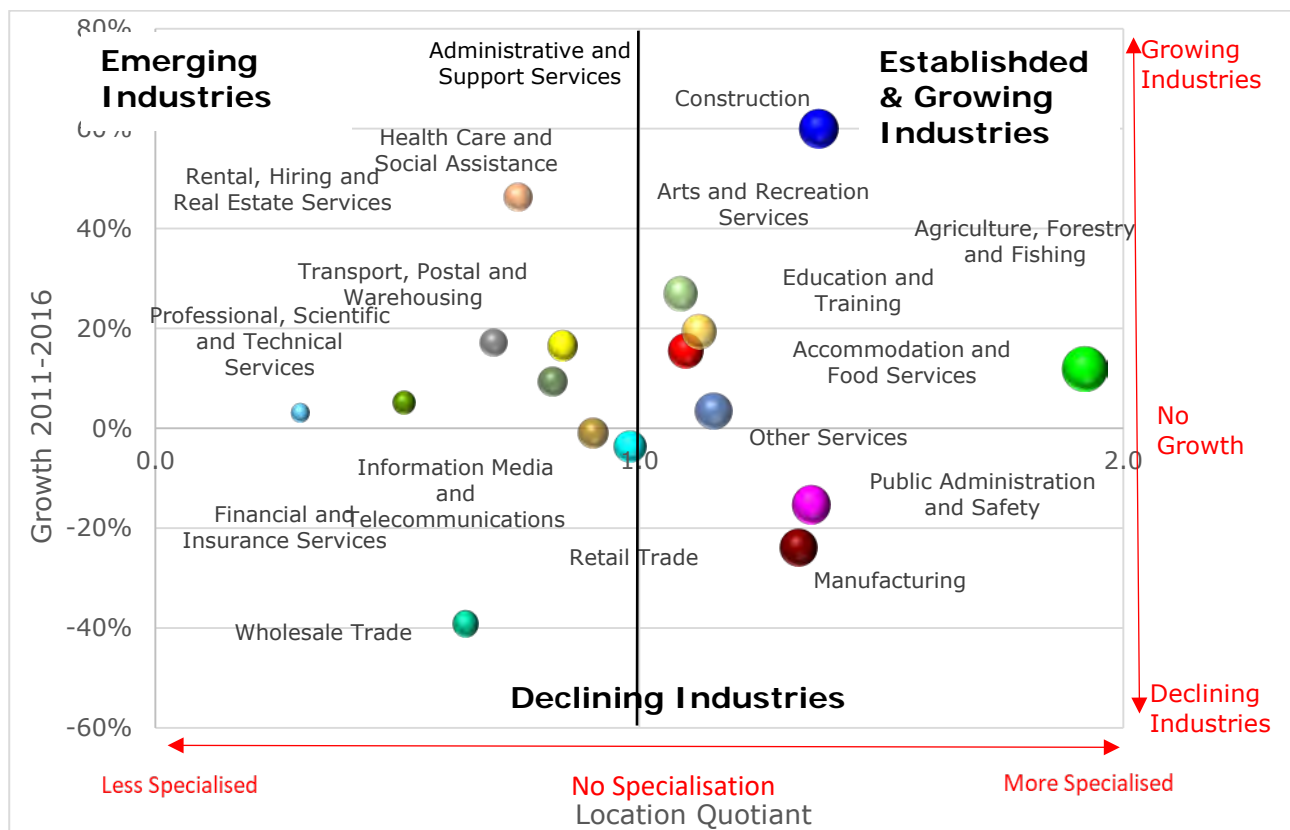 80%
Emerging
Industries
Administrative and
Support Services
Establishded
& Growing
Industries
Growing
Industries
Construction
60%
Health Care and
Social Assistance
Rental, Hiring and
Real Estate Services
Arts and Recreation
Services
40%
Agriculture, Forestry
and Fishing
Transport, Postal and
Warehousing
Education and
Training
20%
Professional, Scientific
and Technical
Services
Accommodation and
Food Services
Growth 2011-2016
0%
No
Growth
Other Services
0.0
1.0
2.0
Information Media
and
Telecommunications
Public Administration
and Safety
Financial and
Insurance Services
-20%
Retail Trade
Manufacturing
-40%
Wholesale Trade
Declining Industries
Declining
Industries
-60%
Less Specialised
No Specialisation
More Specialised
Location Quotiant